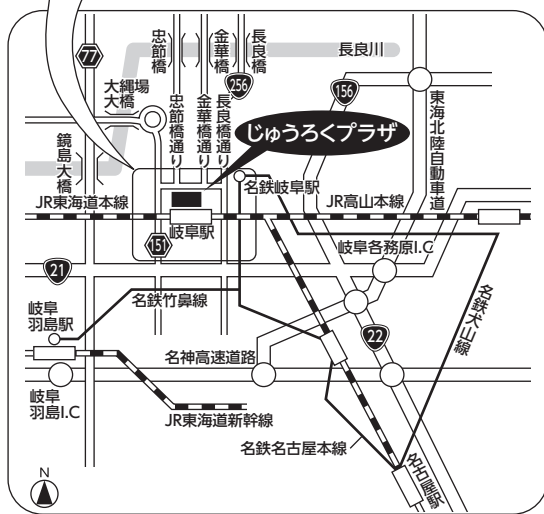 忠節橋
金華橋
長良橋
長良川
77
256
156
大縄場
大橋
忠節橋通り
金華橋通り
長良橋通り
東海北陸自動車道
じゅうろくプラザ
鏡島大橋
名鉄岐阜駅
JR東海道本線
JR高山本線
岐阜駅
151
岐阜各務原I.C
21
名鉄竹鼻線
名鉄犬山線
岐阜
羽島駅
22
名神高速道路
岐阜
羽島I.C
JR東海道新幹線
名鉄名古屋本線
名古屋駅
N